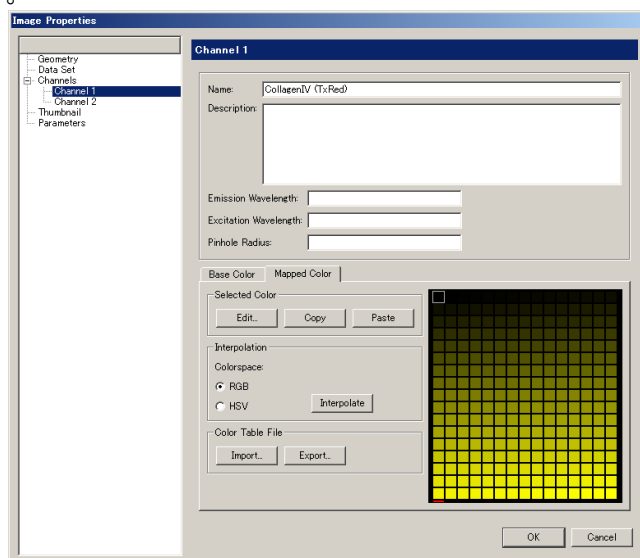 Image Properties
Geometry
Data Set
Channels
Channel 1
Channel 2
Thumbnail
Parameters
Channel 1
Name: CollagenIV (TxRed)
Description:
Emission Wavelength:
Excitation Wavelength:
Pinhole Radius:
Base Color Mapped Color
Selected Color
Edit... Copy Paste
Interpolation
Colorspace:
RGB
HSV Interpolate
Color Table File
Import... Export...
OK Cancel